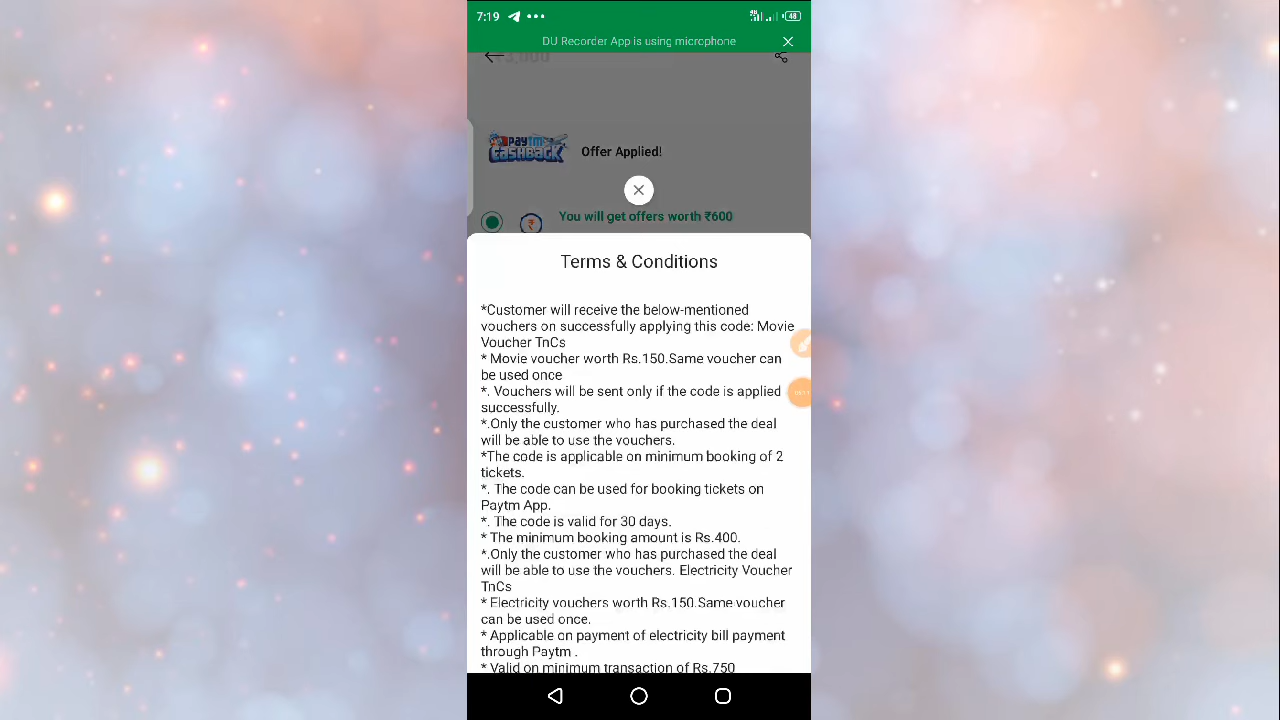 7:19
4G
48
DU Recorder App is using microphone
₹3,000
paytm
CASHBACK
Offer Applied!
₹
You will get offers worth ₹600
Terms & Conditions
*Customer will receive the below-mentioned
vouchers on successfully applying this code: Movie
Voucher TnCs
* Movie voucher worth Rs.150.Same voucher can
be used once
*. Vouchers will be sent only if the code is applied
successfully.
*.Only the customer who has purchased the deal
will be able to use the vouchers.
*The code is applicable on minimum booking of 2
tickets.
*. The code can be used for booking tickets on
Paytm App.
*. The code is valid for 30 days.
* The minimum booking amount is Rs.400.
*.Only the customer who has purchased the deal
will be able to use the vouchers. Electricity Voucher
TnCs
* Electricity vouchers worth Rs.150.Same voucher
can be used once.
* Applicable on payment of electricity bill payment
through Paytm .
* Valid on minimum transaction of Rs.750